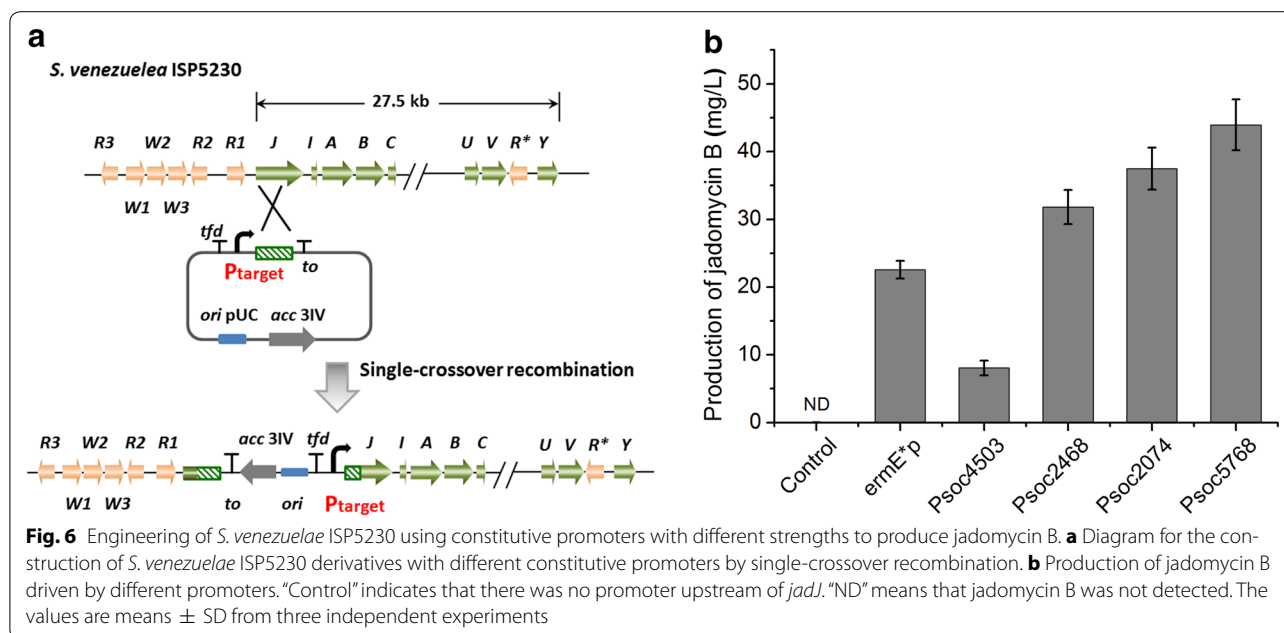 a
S. venezuelea ISP5230
27.5 kb
R3 W2 R2 R1 J I A B C U V R* Y
W1 W3
tfd
to
Ptarget
ori pUC acc 3IV
Single-crossover recombination
R3 W2 R2 R1 acc 3IV tfd J I A B C U V R* Y
W1 W3 to ori
Ptarget
b
Production of jadomycin B (mg/L)
50
40
30
20
10
0
ND
Control
ermE*p
Psoc4503
Psoc2468
Psoc2074
Psoc5768
Fig. 6 Engineering of S. venezuelae ISP5230 using constitutive promoters with different strengths to produce jadomycin B. a Diagram for the con-
struction of S. venezuelae ISP5230 derivatives with different constitutive promoters by single-crossover recombination. b Production of jadomycin B
driven by different promoters. “Control” indicates that there was no promoter upstream of jadJ. “ND” means that jadomycin B was not detected. The
values are means ± SD from three independent experiments